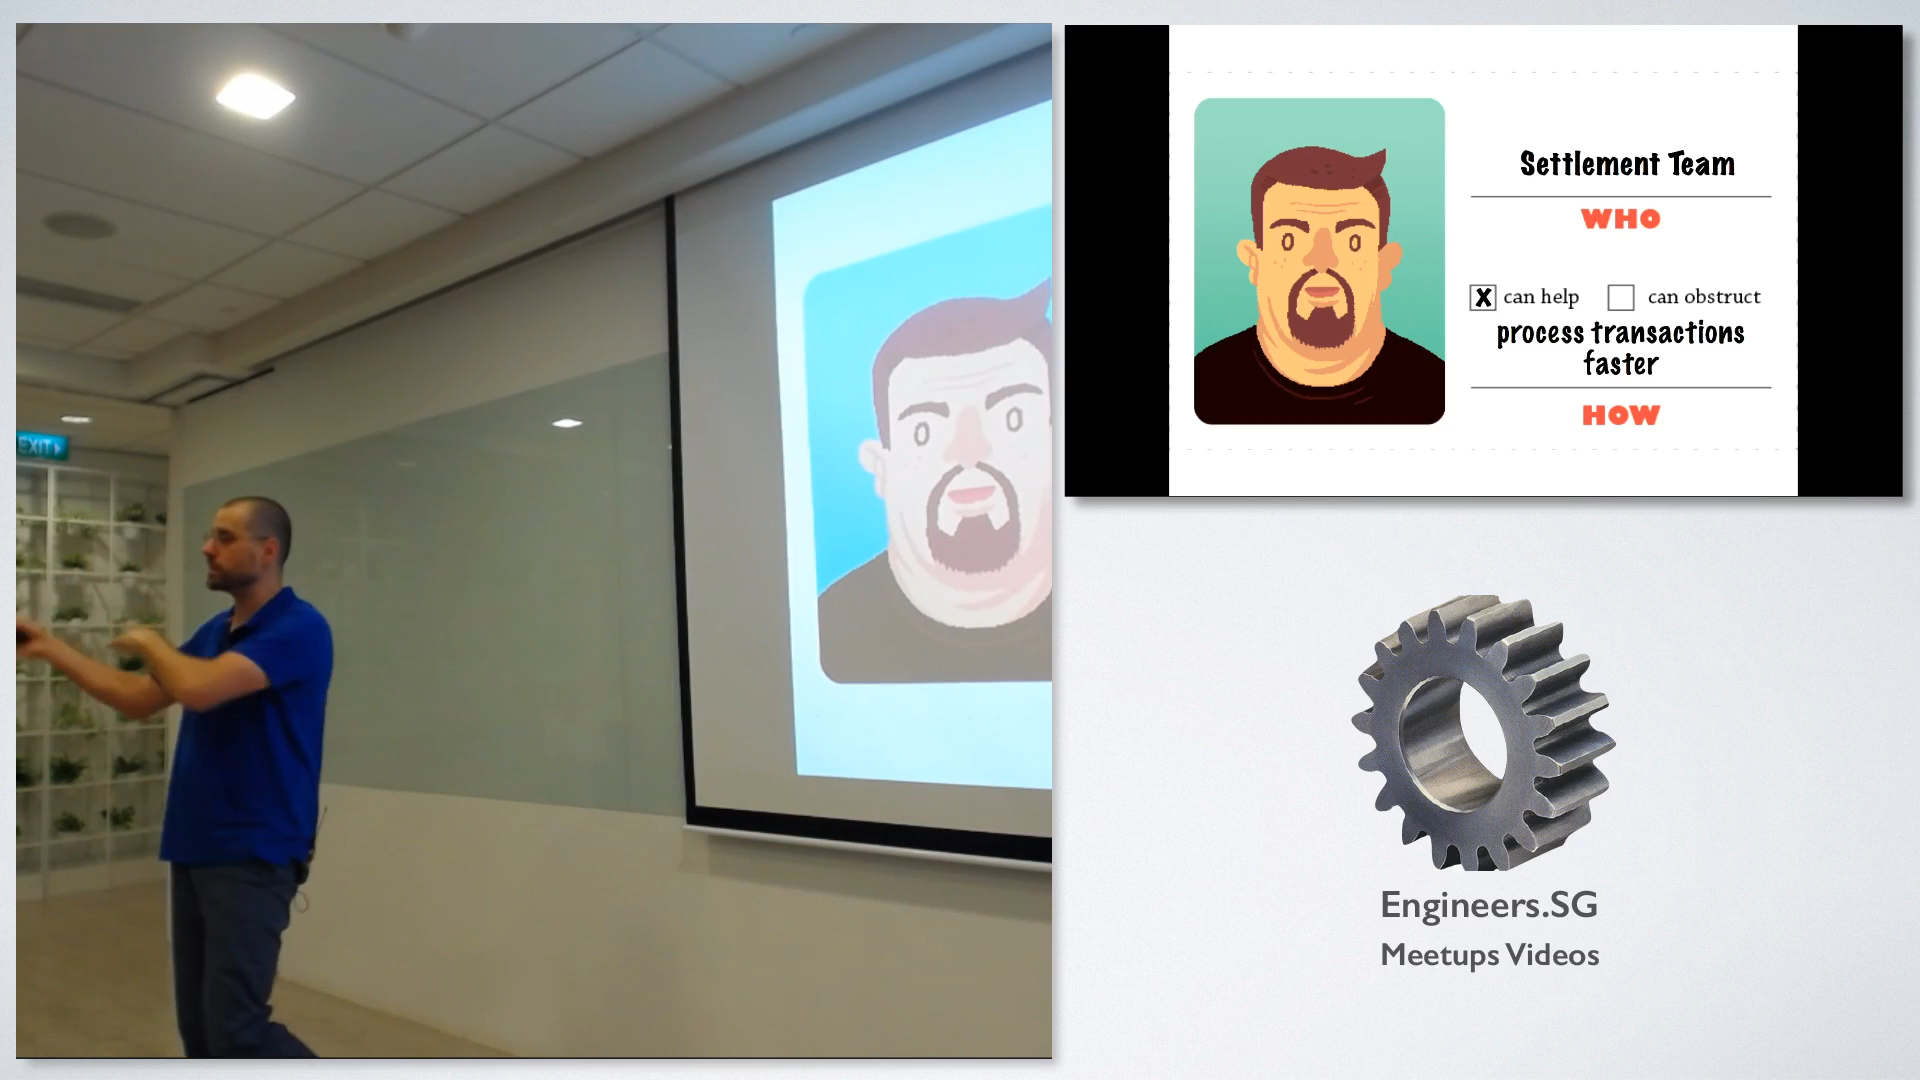 EXIT
Settlement Team
WHO
X can help can obstruct
process transactions
faster
HOW
Engineers.SG
Meetups Videos